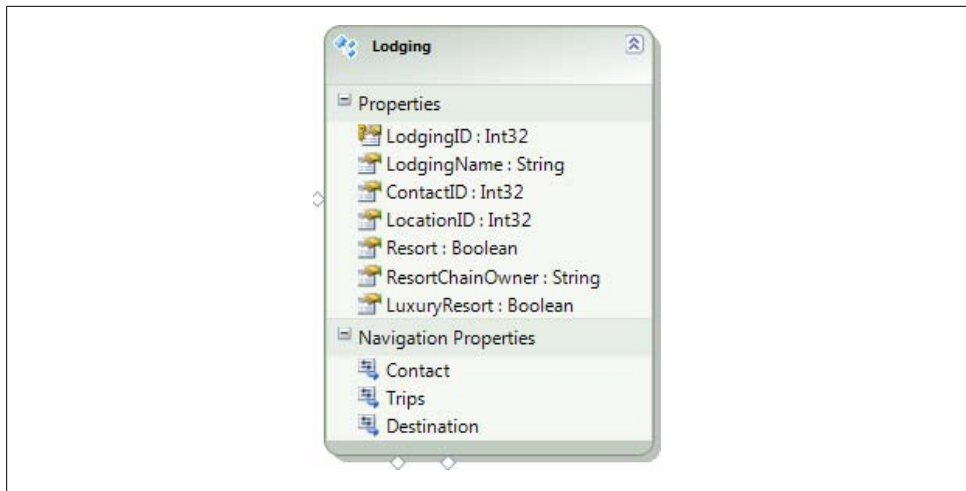 Lodging
Properties
LodgingID : Int32
LodgingName : String
ContactID : Int32
LocationID : Int32
Resort : Boolean
ResortChainOwner : String
LuxuryResort : Boolean
Navigation Properties
Contact
Trips
Destination